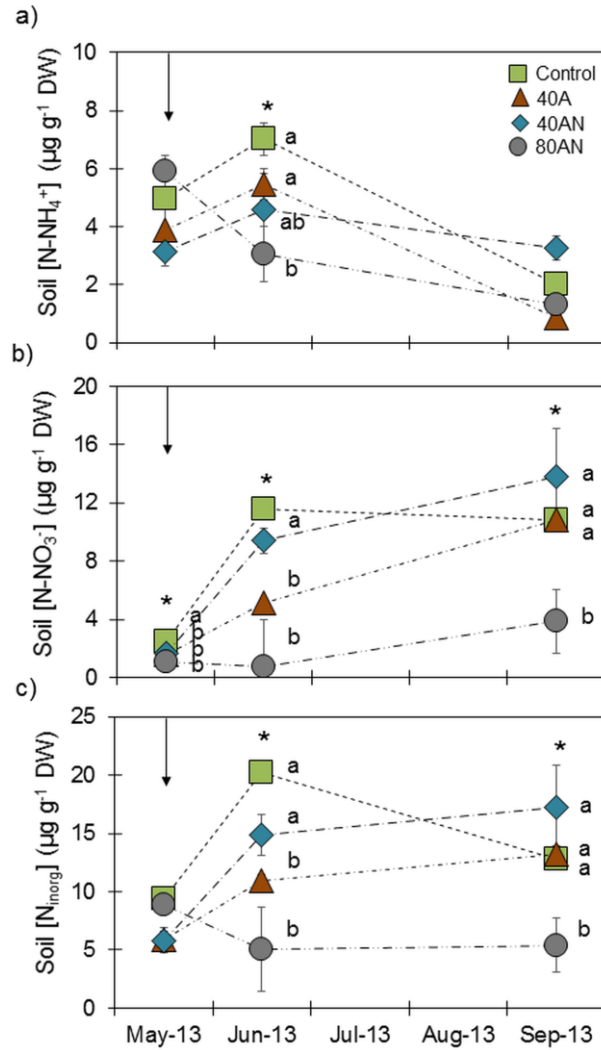 a)
Soil [N-NH₄⁺] (µg g⁻¹ DW)
10
8
6
4
2
0
Control
40A
40AN
80AN
*
a
a
ab
b
b)
Soil [N-NO₃⁻] (µg g⁻¹ DW)
20
16
12
8
4
0
*
a
b
b
b
*
a
b
b
*
a
a
a
b
c)
Soil [N_inorg] (µg g⁻¹ DW)
25
20
15
10
5
0
*
a
a
b
b
*
a
a
a
b
May-13 Jun-13 Jul-13 Aug-13 Sep-13